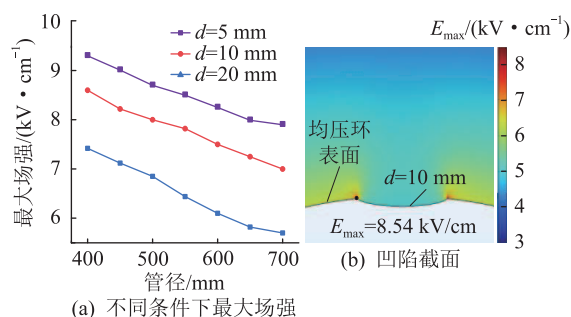 10
9
8
7
6
最大场强/(kV·cm⁻¹)
d=5 mm
d=10 mm
d=20 mm
400 500 600 700
管径/mm
(a) 不同条件下最大场强
E_max/(kV·cm⁻¹)
8
7
6
5
4
3
均压环
表面
d=10 mm
E_max=8.54 kV/cm
(b) 凹陷截面